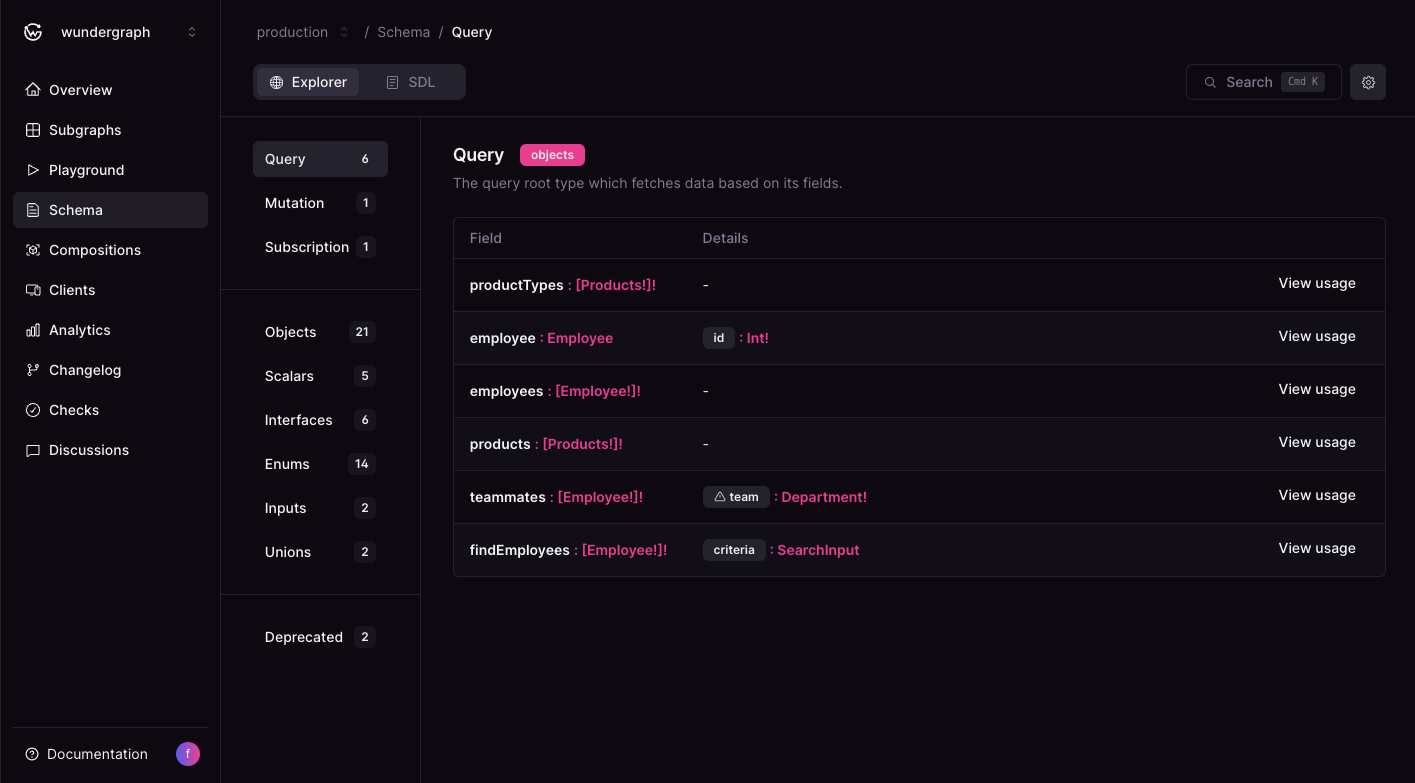 wundergraph
production / Schema / Query
Overview
Subgraphs
Playground
Schema
Compositions
Clients
Analytics
Changelog
Checks
Discussions
Documentation
f
Explorer
SDL
Search Cmd K
Query 6
Mutation 1
Subscription 1
Objects 21
Scalars 5
Interfaces 6
Enums 14
Inputs 2
Unions 2
Deprecated 2
Query objects
The query root type which fetches data based on its fields.
Field Details
productTypes : [Products!]! - View usage
employee : Employee id : Int! View usage
employees : [Employee!]! - View usage
products : [Products!]! - View usage
teammates : [Employee!]! team : Department! View usage
findEmployees : [Employee!]! criteria : SearchInput View usage